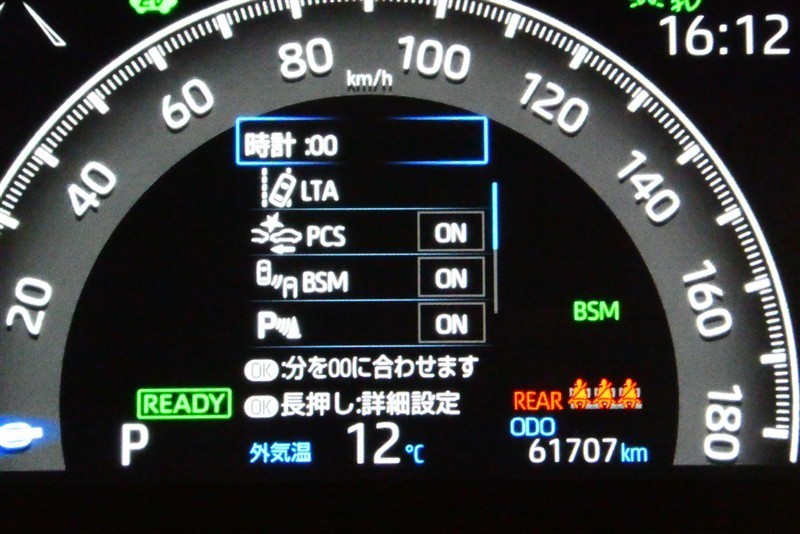 16:12
20
40
60
80
100
120
140
160
180
km/h
時計 :00
LTA
PCS ON
BSM ON
P ON
OK:分を00に合わせます
OK長押し:詳細設定
BSM
READY
REAR
P
外気温 12℃
ODO
61707km